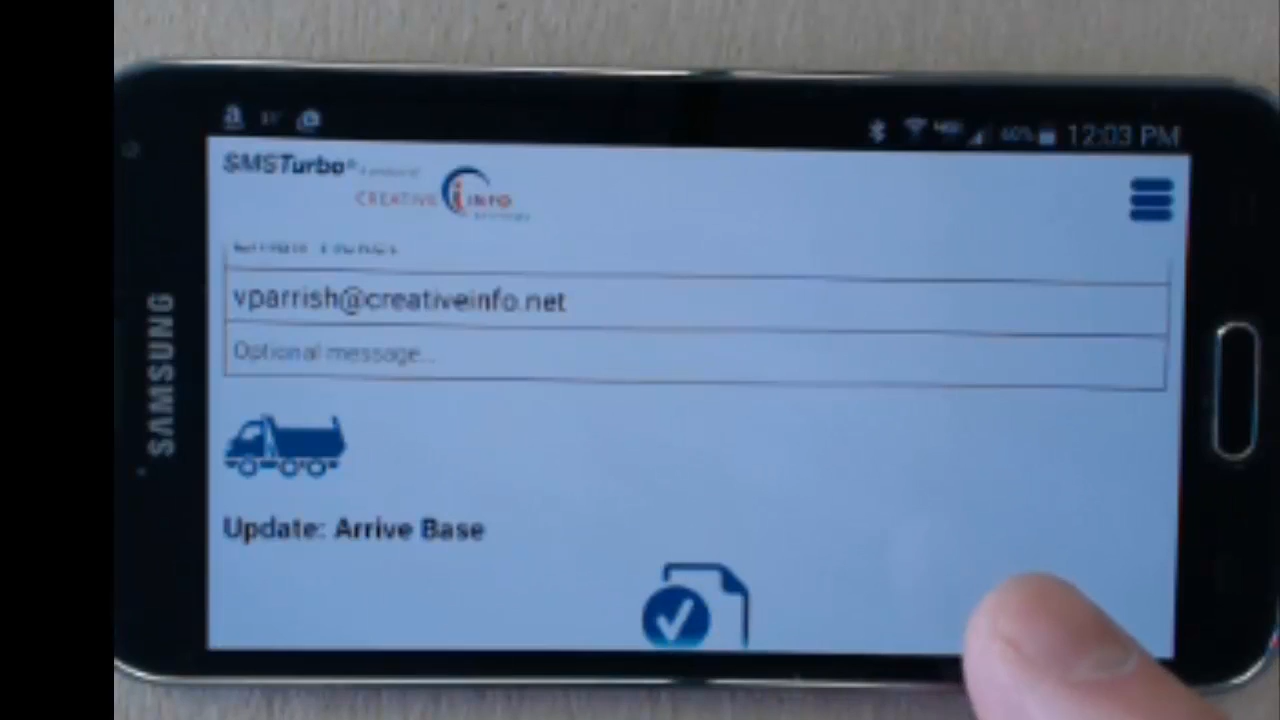 12:03 PM
SMSTurbo®
CREATIVE INFO
vparrish@creativeinfo.net
Optional message...
Update: Arrive Base
SAMSUNG